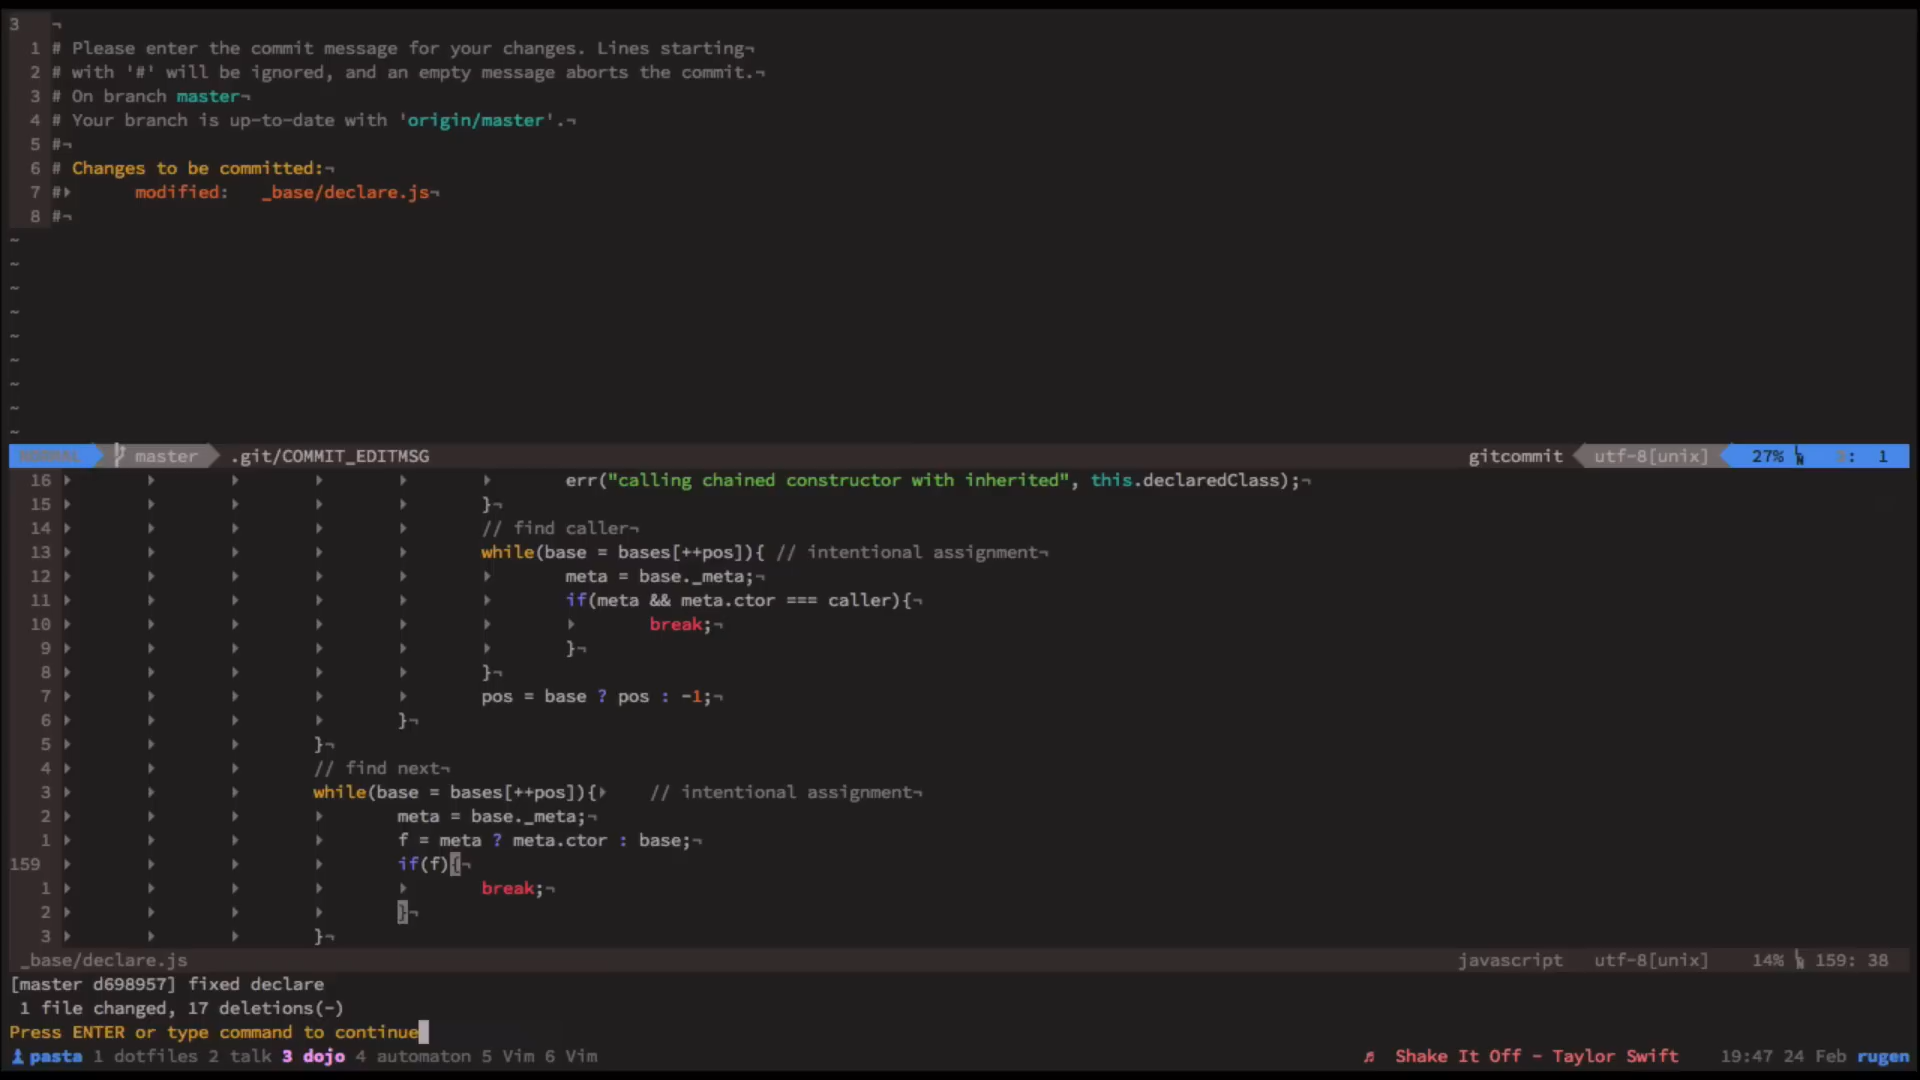 3 ¬
1 # Please enter the commit message for your changes. Lines starting¬
2 # with '#' will be ignored, and an empty message aborts the commit.¬
3 # On branch master¬
4 # Your branch is up-to-date with 'origin/master'.¬
5 #¬
6 # Changes to be committed:¬
7 #▸ modified: _base/declare.js¬
8 #¬
~
~
~
~
~
~
~
~
~
NORMAL master .git/COMMIT_EDITMSG gitcommit utf-8[unix] 27% : 1
16 ▸ ▸ ▸ ▸ ▸ ▸ err("calling chained constructor with inherited", this.declaredClass);¬
15 ▸ ▸ ▸ ▸ ▸ }¬
14 ▸ ▸ ▸ ▸ ▸ // find caller¬
13 ▸ ▸ ▸ ▸ ▸ while(base = bases[++pos]){ // intentional assignment¬
12 ▸ ▸ ▸ ▸ ▸ ▸ meta = base._meta;¬
11 ▸ ▸ ▸ ▸ ▸ ▸ if(meta && meta.ctor === caller){¬
10 ▸ ▸ ▸ ▸ ▸ ▸ ▸ break;¬
9 ▸ ▸ ▸ ▸ ▸ ▸ }¬
8 ▸ ▸ ▸ ▸ ▸ }¬
7 ▸ ▸ ▸ ▸ ▸ pos = base ? pos : -1;¬
6 ▸ ▸ ▸ ▸ }¬
5 ▸ ▸ ▸ }¬
4 ▸ ▸ ▸ // find next¬
3 ▸ ▸ ▸ while(base = bases[++pos]){▸ // intentional assignment¬
2 ▸ ▸ ▸ ▸ meta = base._meta;¬
1 ▸ ▸ ▸ ▸ f = meta ? meta.ctor : base;¬
159 ▸ ▸ ▸ ▸ if(f){¬
1 ▸ ▸ ▸ ▸ ▸ break;¬
2 ▸ ▸ ▸ ▸ }¬
3 ▸ ▸ ▸ }¬
_base/declare.js javascript utf-8[unix] 14% 159: 38
[master d698957] fixed declare
1 file changed, 17 deletions(-)
Press ENTER or type command to continue
pasta 1 dotfiles 2 talk 3 dojo 4 automaton 5 Vim 6 Vim ♬ Shake It Off - Taylor Swift 19:47 24 Feb rugen